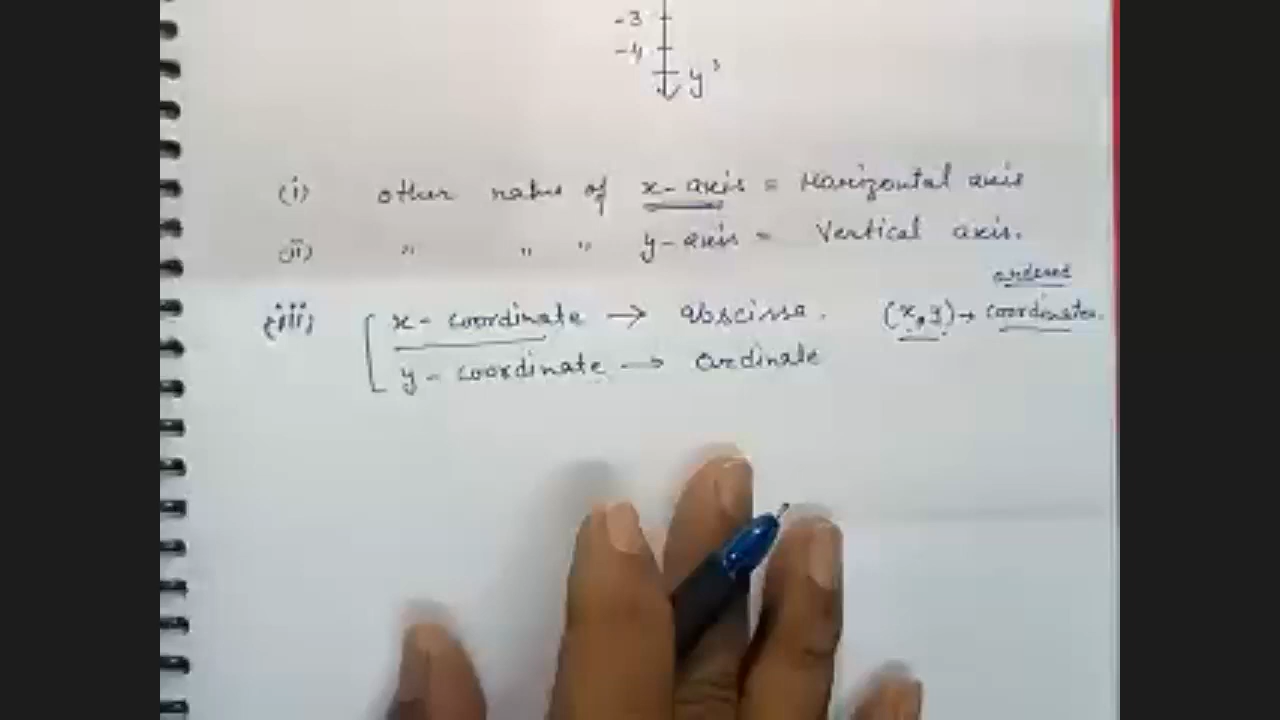 -3
-4
y'
(i) other name of x-axis = Horizontal axis
(ii) " " " y-axis = Vertical axis.
ordered
(iii) x-coordinate → abscissa. (x,y) → coordinates.
y-coordinate → ordinate